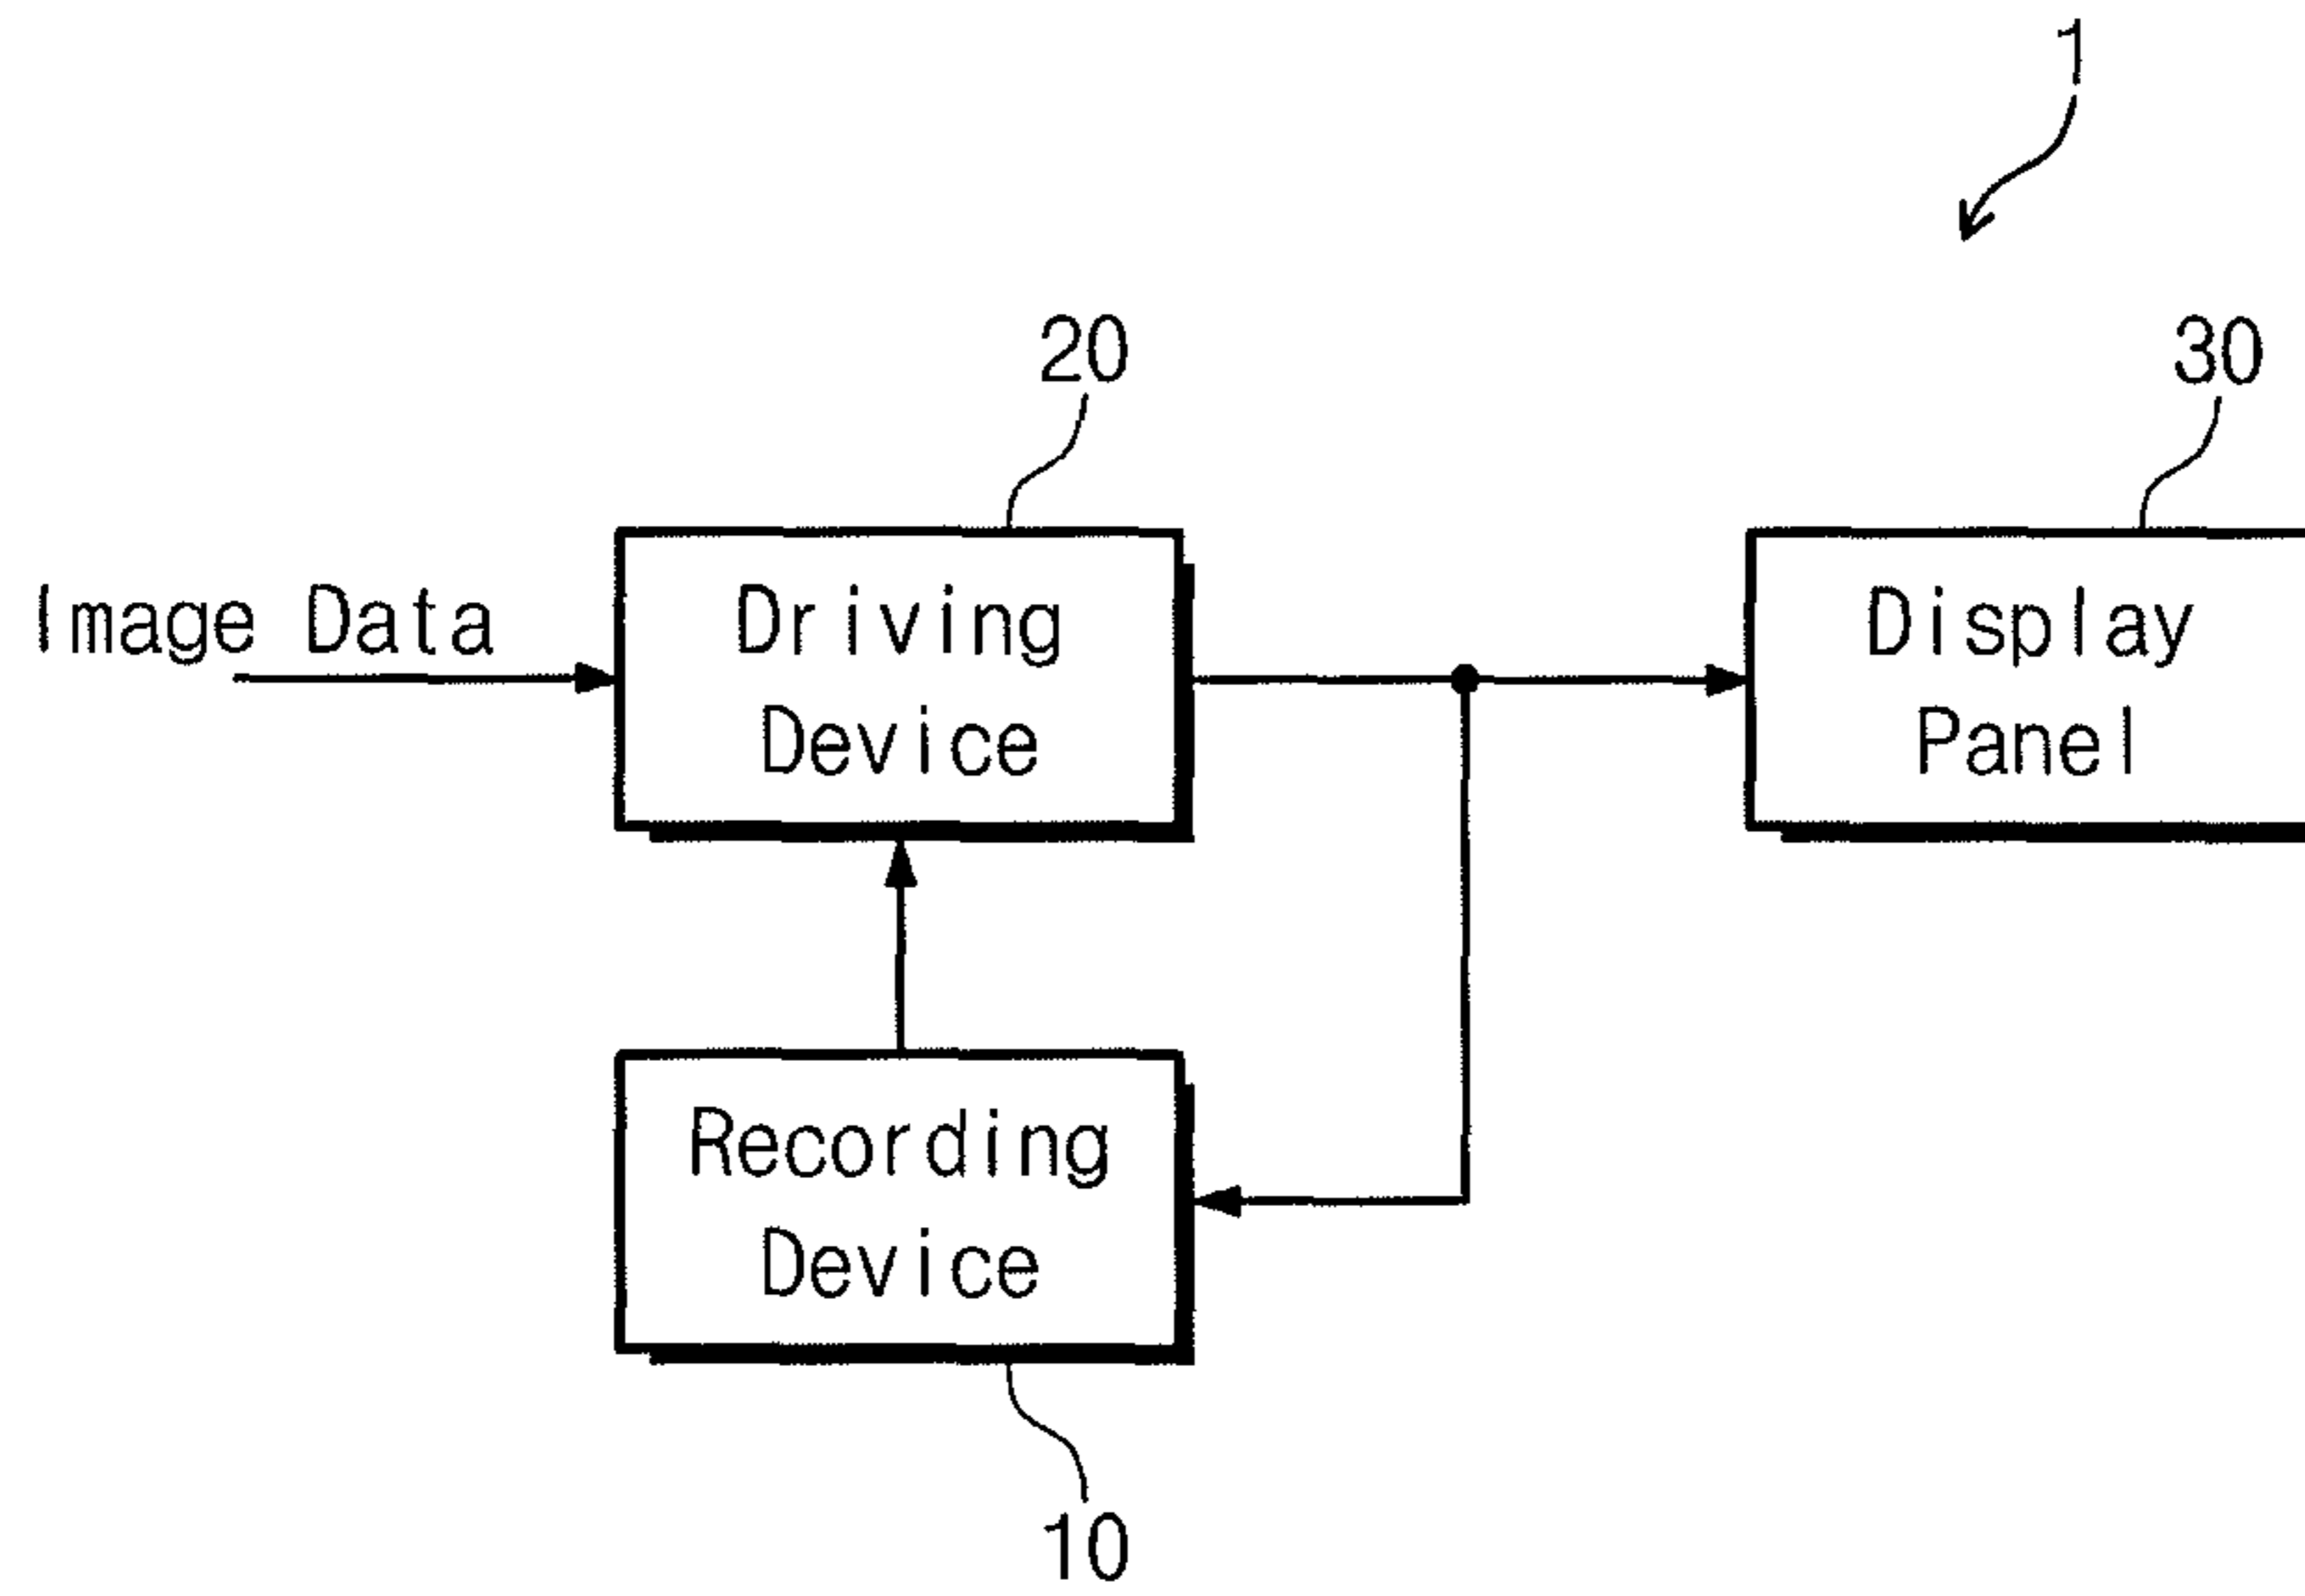 1
20
30
Image Data
Driving
Device
Display
Panel
Recording
Device
10